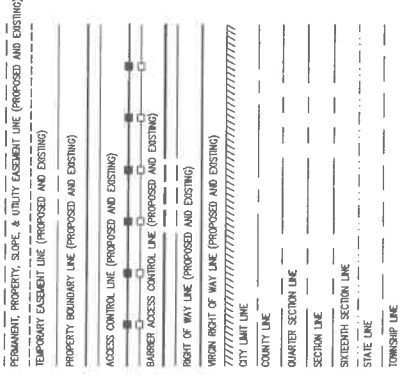 PERMANENT, PROPERTY, SLOPE, & UTILITY EASEMENT LINE (PROPOSED AND EXISTING)
TEMPORARY EASEMENT LINE (PROPOSED AND EXISTING)
PROPERTY BOUNDARY LINE (PROPOSED AND EXISTING)
ACCESS CONTROL LINE (PROPOSED AND EXISTING)
BARRIER ACCESS CONTROL LINE (PROPOSED AND EXISTING)
RIGHT OF WAY LINE (PROPOSED AND EXISTING)
VIRGIN RIGHT OF WAY LINE (PROPOSED AND EXISTING)
CITY LIMIT LINE
COUNTY LINE
QUARTER SECTION LINE
SECTION LINE
SIXTEENTH SECTION LINE
STATE LINE
TOWNSHIP LINE